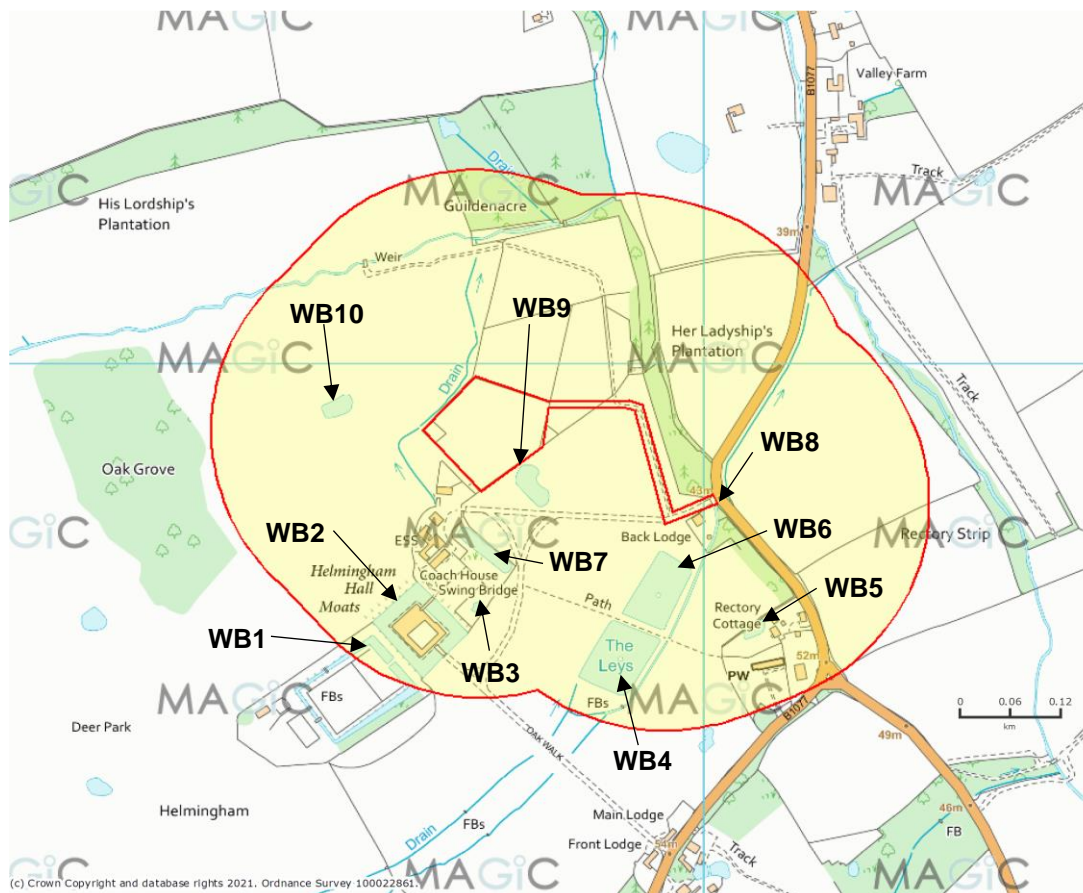 MAGiC
MAGiC
MAGiC
B1077
Valley Farm
Drain
Track
GiC
MAGiC
MAGiC
His Lordship's
Plantation
Guildenacre
39m
Weir
WB10
WB9
Her Ladyship's
Plantation
MAGiC
MAGiC
MAGiC
Drain
Track
WB8
Oak Grove
43m
GiC
MAGiC
MAGiC
Rectory Strip
WB2
ESS
Back Lodge
WB6
Helmingham
Hall
Moats
Coach House
Swing Bridge
WB7
Path
Rectory
Cottage
WB5
WB1
WB3
The
Leys
52m
PW
MAGiC
MAGiC
MAGiC
FBs
FBs
B1077
0 0.06 0.12
km
Deer Park
OAK WALK
WB4
49m
Helmingham
FBs
Drain
Main Lodge
Front Lodge
54m
46m
FB
Track
GiC
MAGiC
MAGiC
(c) Crown Copyright and database rights 2021. Ordnance Survey 100022861.